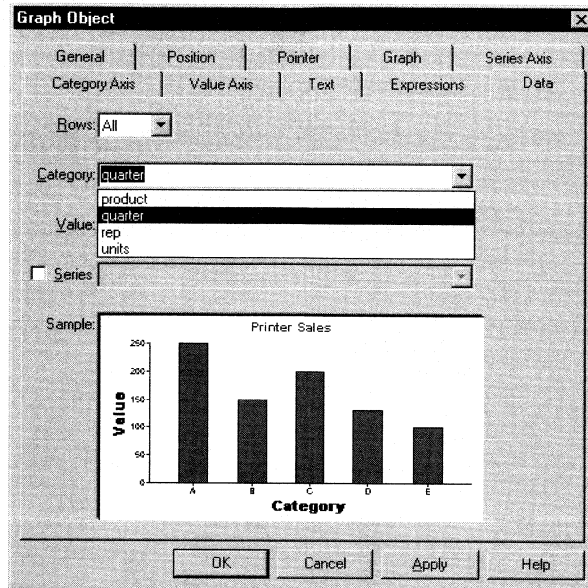 Graph Object
General Position Pointer Graph Series Axis
Category Axis Value Axis Text Expressions Data
Rows: All
Category: quarter
product
quarter
Value:
rep
units
Series
Sample:
Printer Sales
250
200
150
100
50
0
Value
A B C D E
Category
OK Cancel Apply Help